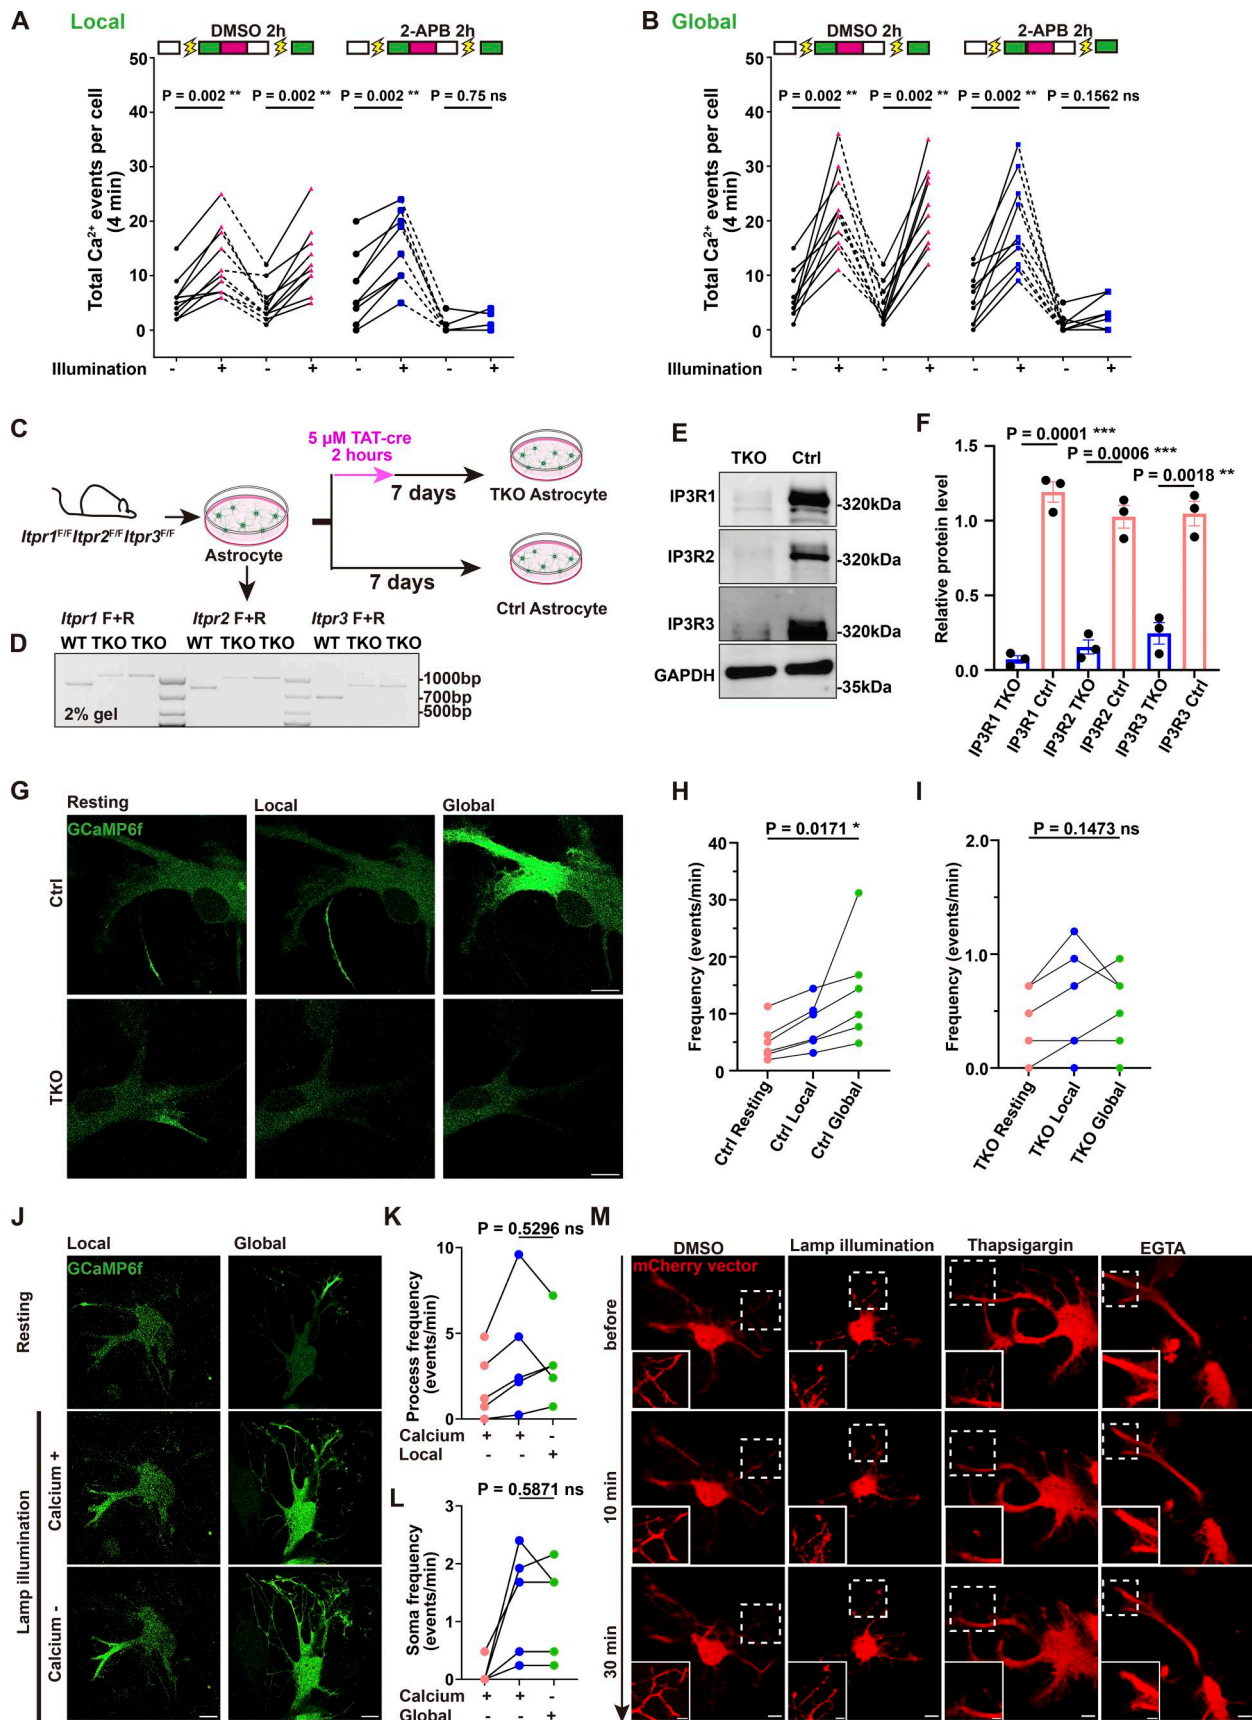 A Local
DMSO 2h 2-APB 2h
P = 0.002 ** P = 0.002 ** P = 0.002 ** P = 0.75 ns
Total Ca²⁺ events per cell
(4 min)
50
40
30
20
10
0
Illumination - + - + - + - +
B Global
DMSO 2h 2-APB 2h
P = 0.002 ** P = 0.002 ** P = 0.002 ** P = 0.1562 ns
Total Ca²⁺ events per cell
(4 min)
50
40
30
20
10
0
Illumination - + - + - + - +
C
5 µM TAT-cre
2 hours
7 days
TKO Astrocyte
Itpr1F/F Itpr2F/F Itpr3F/F
Astrocyte
7 days
Ctrl Astrocyte
D
Itpr1 F+R Itpr2 F+R Itpr3 F+R
WT TKO TKO WT TKO TKO WT TKO TKO
-1000bp
-700bp
-500bp
2% gel
E
TKO Ctrl
IP3R1 -320kDa
IP3R2 -320kDa
IP3R3 -320kDa
GAPDH -35kDa
F
P = 0.0001 ***
P = 0.0006 ***
P = 0.0018 **
Relative protein level
1.5
1.0
0.5
0.0
IP3R1 TKO
IP3R1 Ctrl
IP3R2 TKO
IP3R2 Ctrl
IP3R3 TKO
IP3R3 Ctrl
G
Resting Local Global
GCaMP6f
Ctrl
TKO
H
P = 0.0171 *
Frequency (events/min)
40
30
20
10
0
Ctrl Resting
Ctrl Local
Ctrl Global
I
P = 0.1473 ns
Frequency (events/min)
2.0
1.0
0.0
TKO Resting
TKO Local
TKO Global
J
Local Global
GCaMP6f
Resting
Lamp illumination
Calcium +
Calcium -
K
P = 0.5296 ns
Process frequency
(events/min)
10
5
0
Calcium + + -
Local - - +
L
P = 0.5871 ns
Soma frequency
(events/min)
3
2
1
0
Calcium + + -
Global - - +
M
DMSO Lamp illumination Thapsigargin EGTA
mCherry vector
before
10 min
30 min